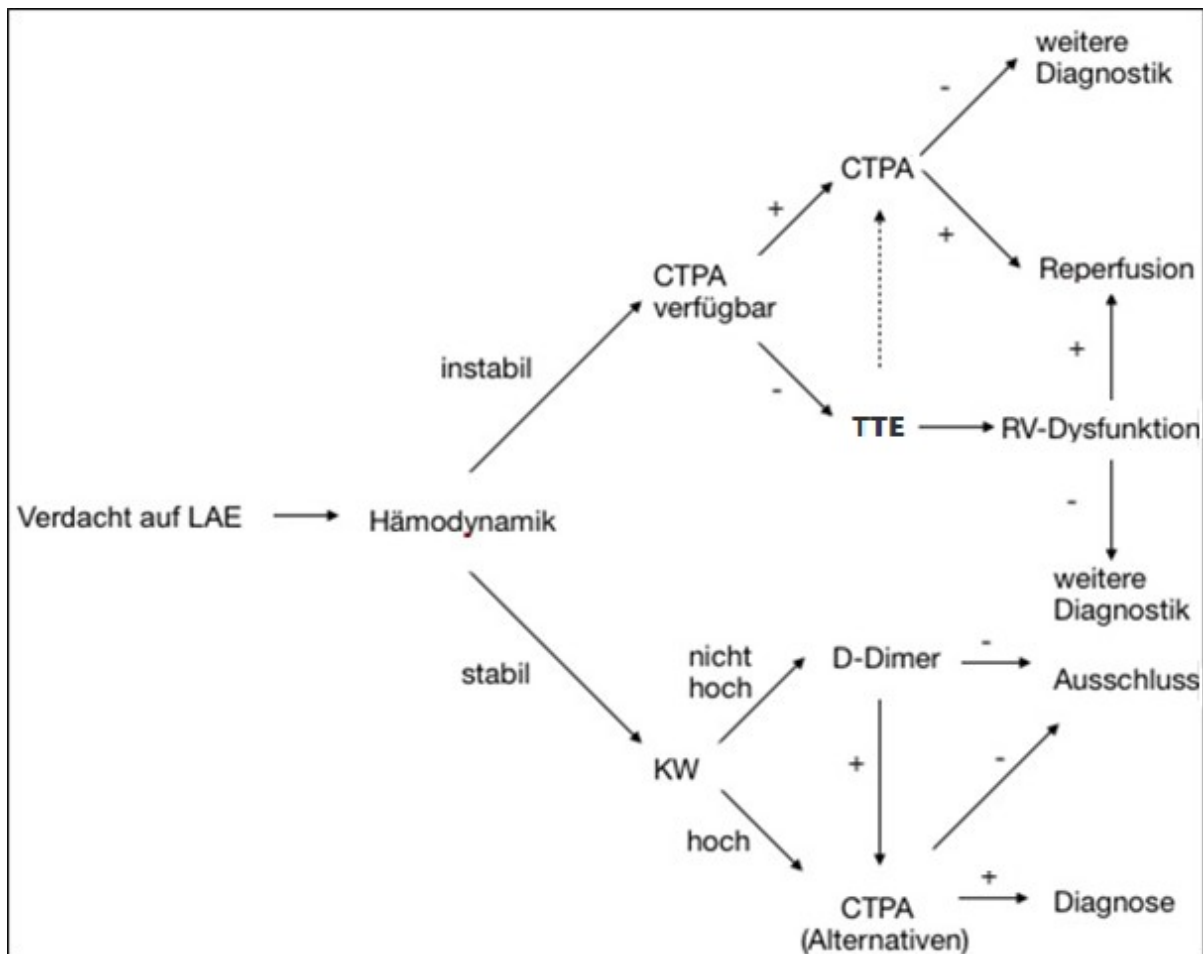 weitere
Diagnostik
-
CTPA
+
+
CTPA
verfügbar
Reperfusion
instabil
-
+
TTE
RV-Dysfunktion
Verdacht auf LAE
Hämodynamik
-
weitere
Diagnostik
stabil
nicht
hoch
D-Dimer
-
Ausschluss
KW
+
-
hoch
CTPA
(Alternativen)
+
Diagnose